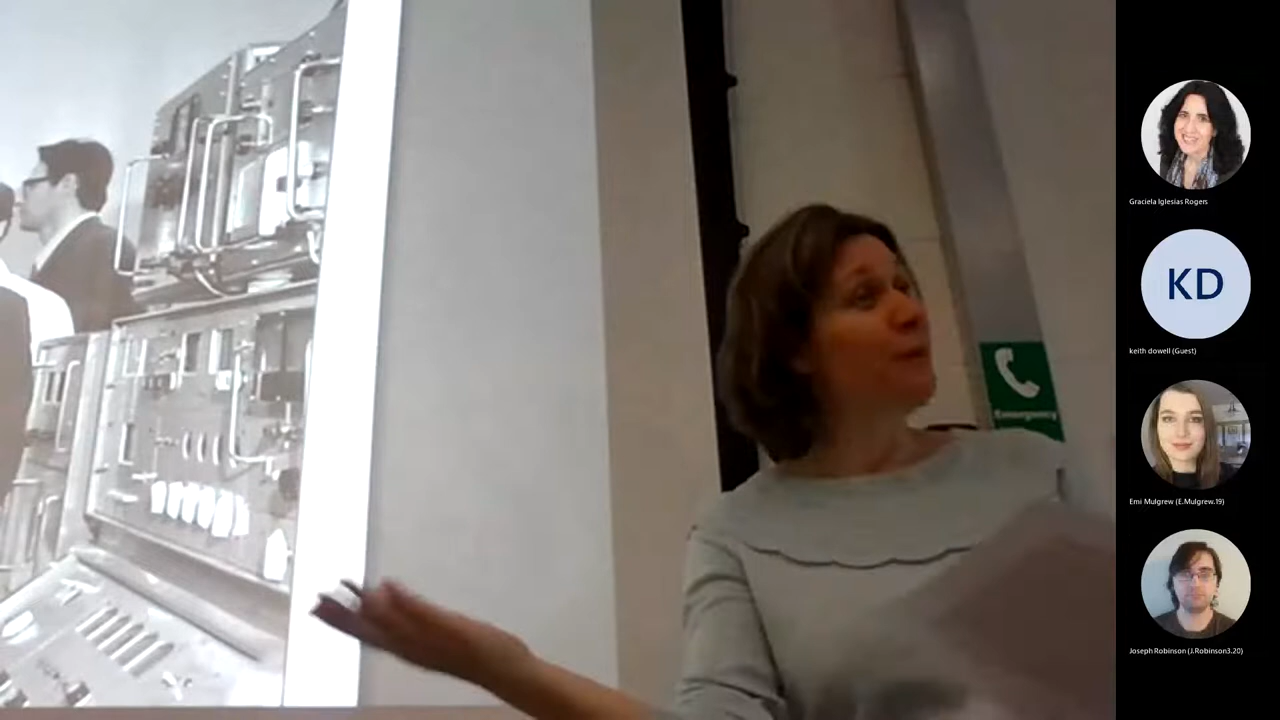 Emergency
Graciela Iglesias Rogers
KD
keith dowell (Guest)
Emi Mulgrew (E.Mulgrew.19)
Joseph Robinson (J.Robinson3.20)